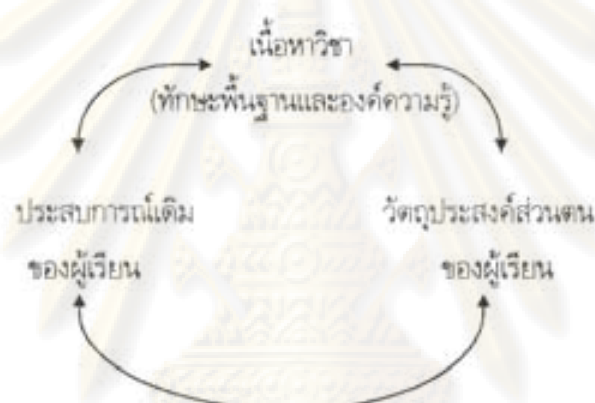 เนื้อหาวิชา
(ทักษะพื้นฐานและองค์ความรู้)
ประสบการณ์เดิม
ของผู้เรียน
วัตถุประสงค์ส่วนตน
ของผู้เรียน